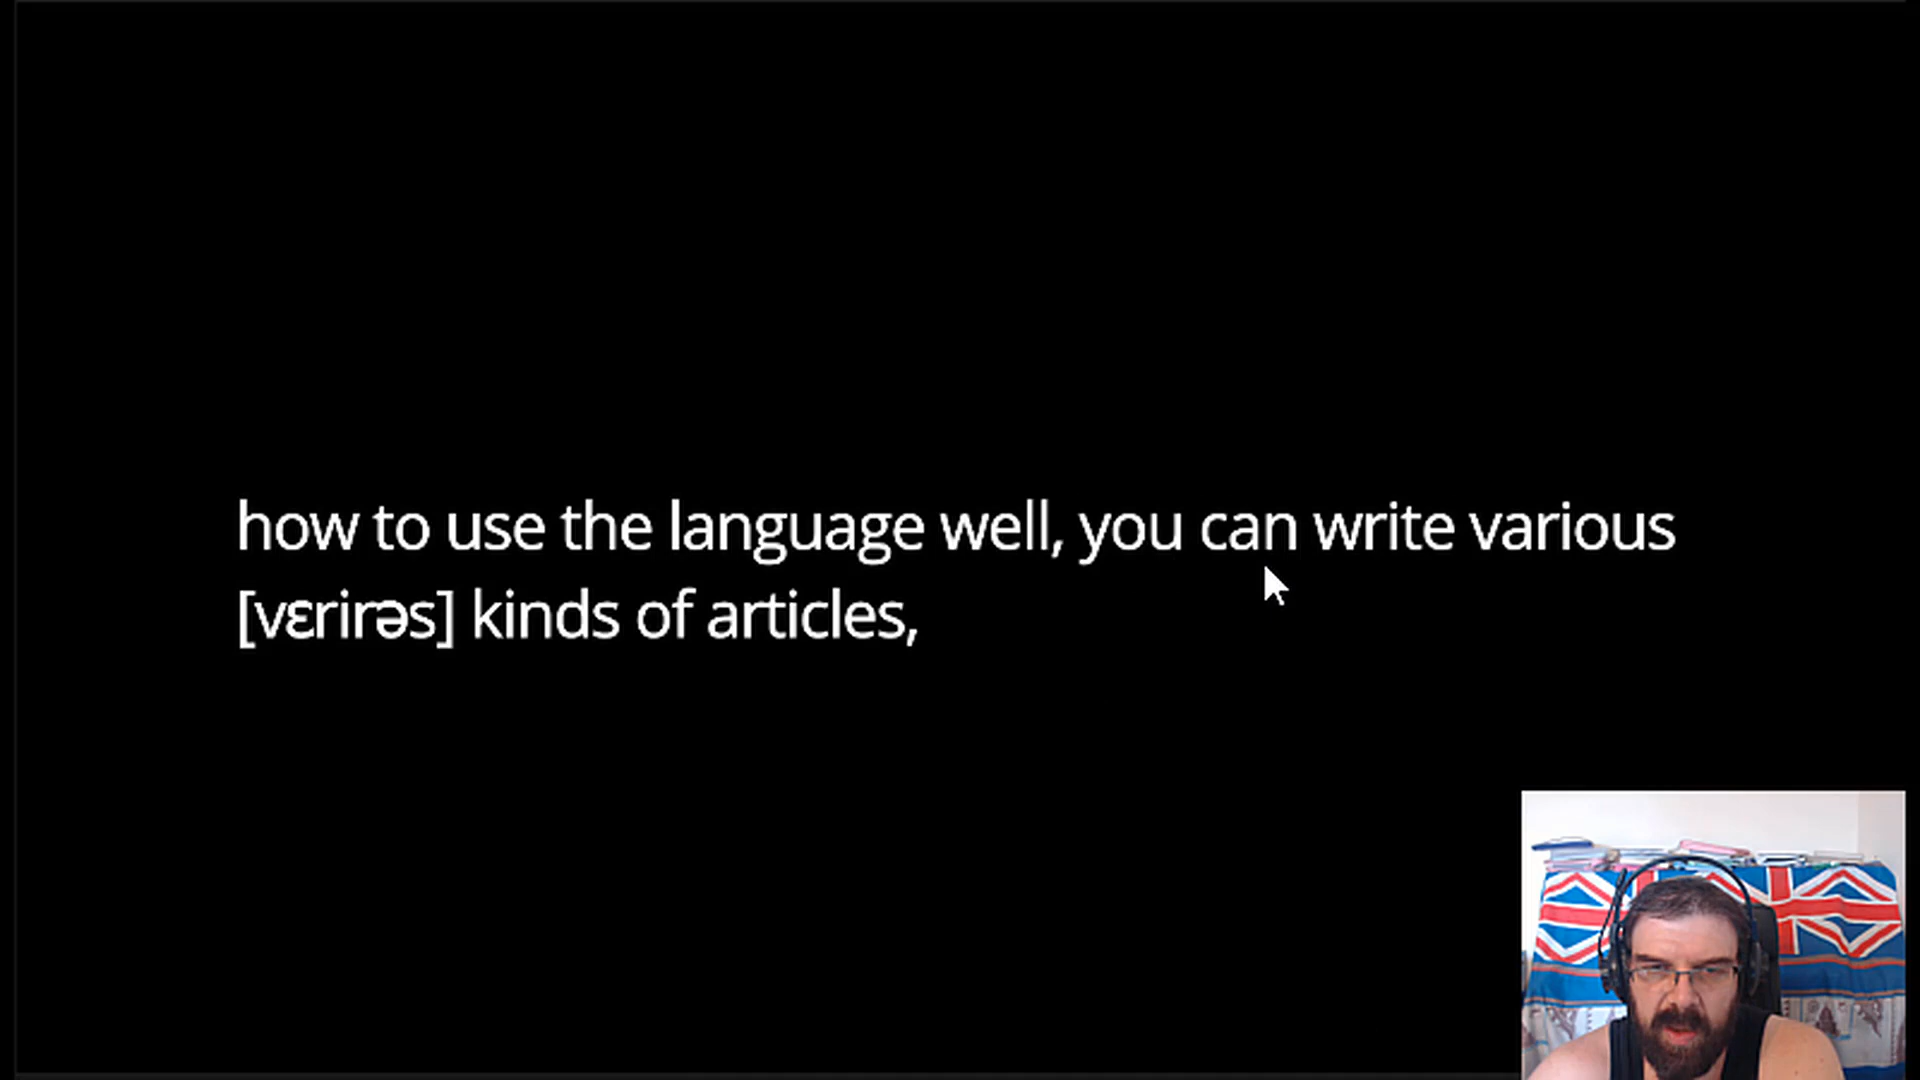 how to use the language well, you can write various
[vɛrirəs] kinds of articles,